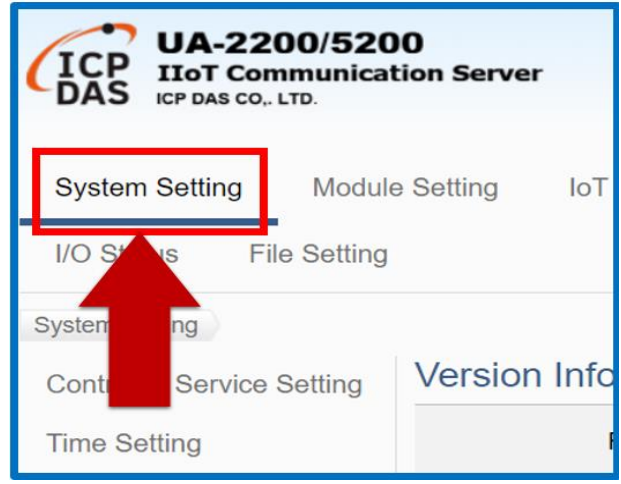 ICP
DAS
UA-2200/5200
IIoT Communication Server
ICP DAS CO,. LTD.
System Setting Module Setting IoT
I/O File Setting
System
Service Setting
Time Setting
Version Info